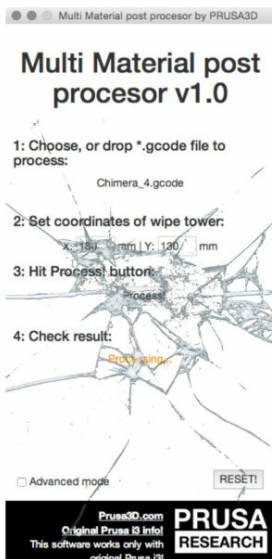 Multi Material post procesor by PRUSA3D
Multi Material post
procesor v1.0
1: Choose, or drop *.gcode file to
process:
Chimera_4.gcode
2: Set coordinates of wipe tower:
X: 180 mm | Y: 130 mm
3: Hit Process! button:
Process!
4: Check result:
Processing...
Advanced mode RESET!
Prusa3D.com
Original Prusa i3 info!
This software works only with
original Prusa i3!
PRUSA
RESEARCH